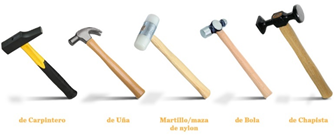 de Carpintero
de Uña
Martillo/maza
de nylon
de Bola
de Chapista